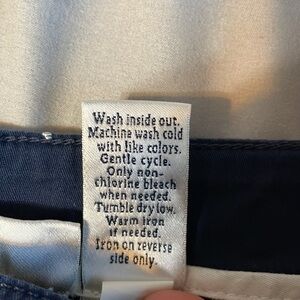 Wash inside out.
Machine wash cold
with like colors.
Gentle cycle.
Only non-
chlorine bleach
when needed.
Tumble dry low.
Warm iron
if needed.
Iron on reverse
side only.